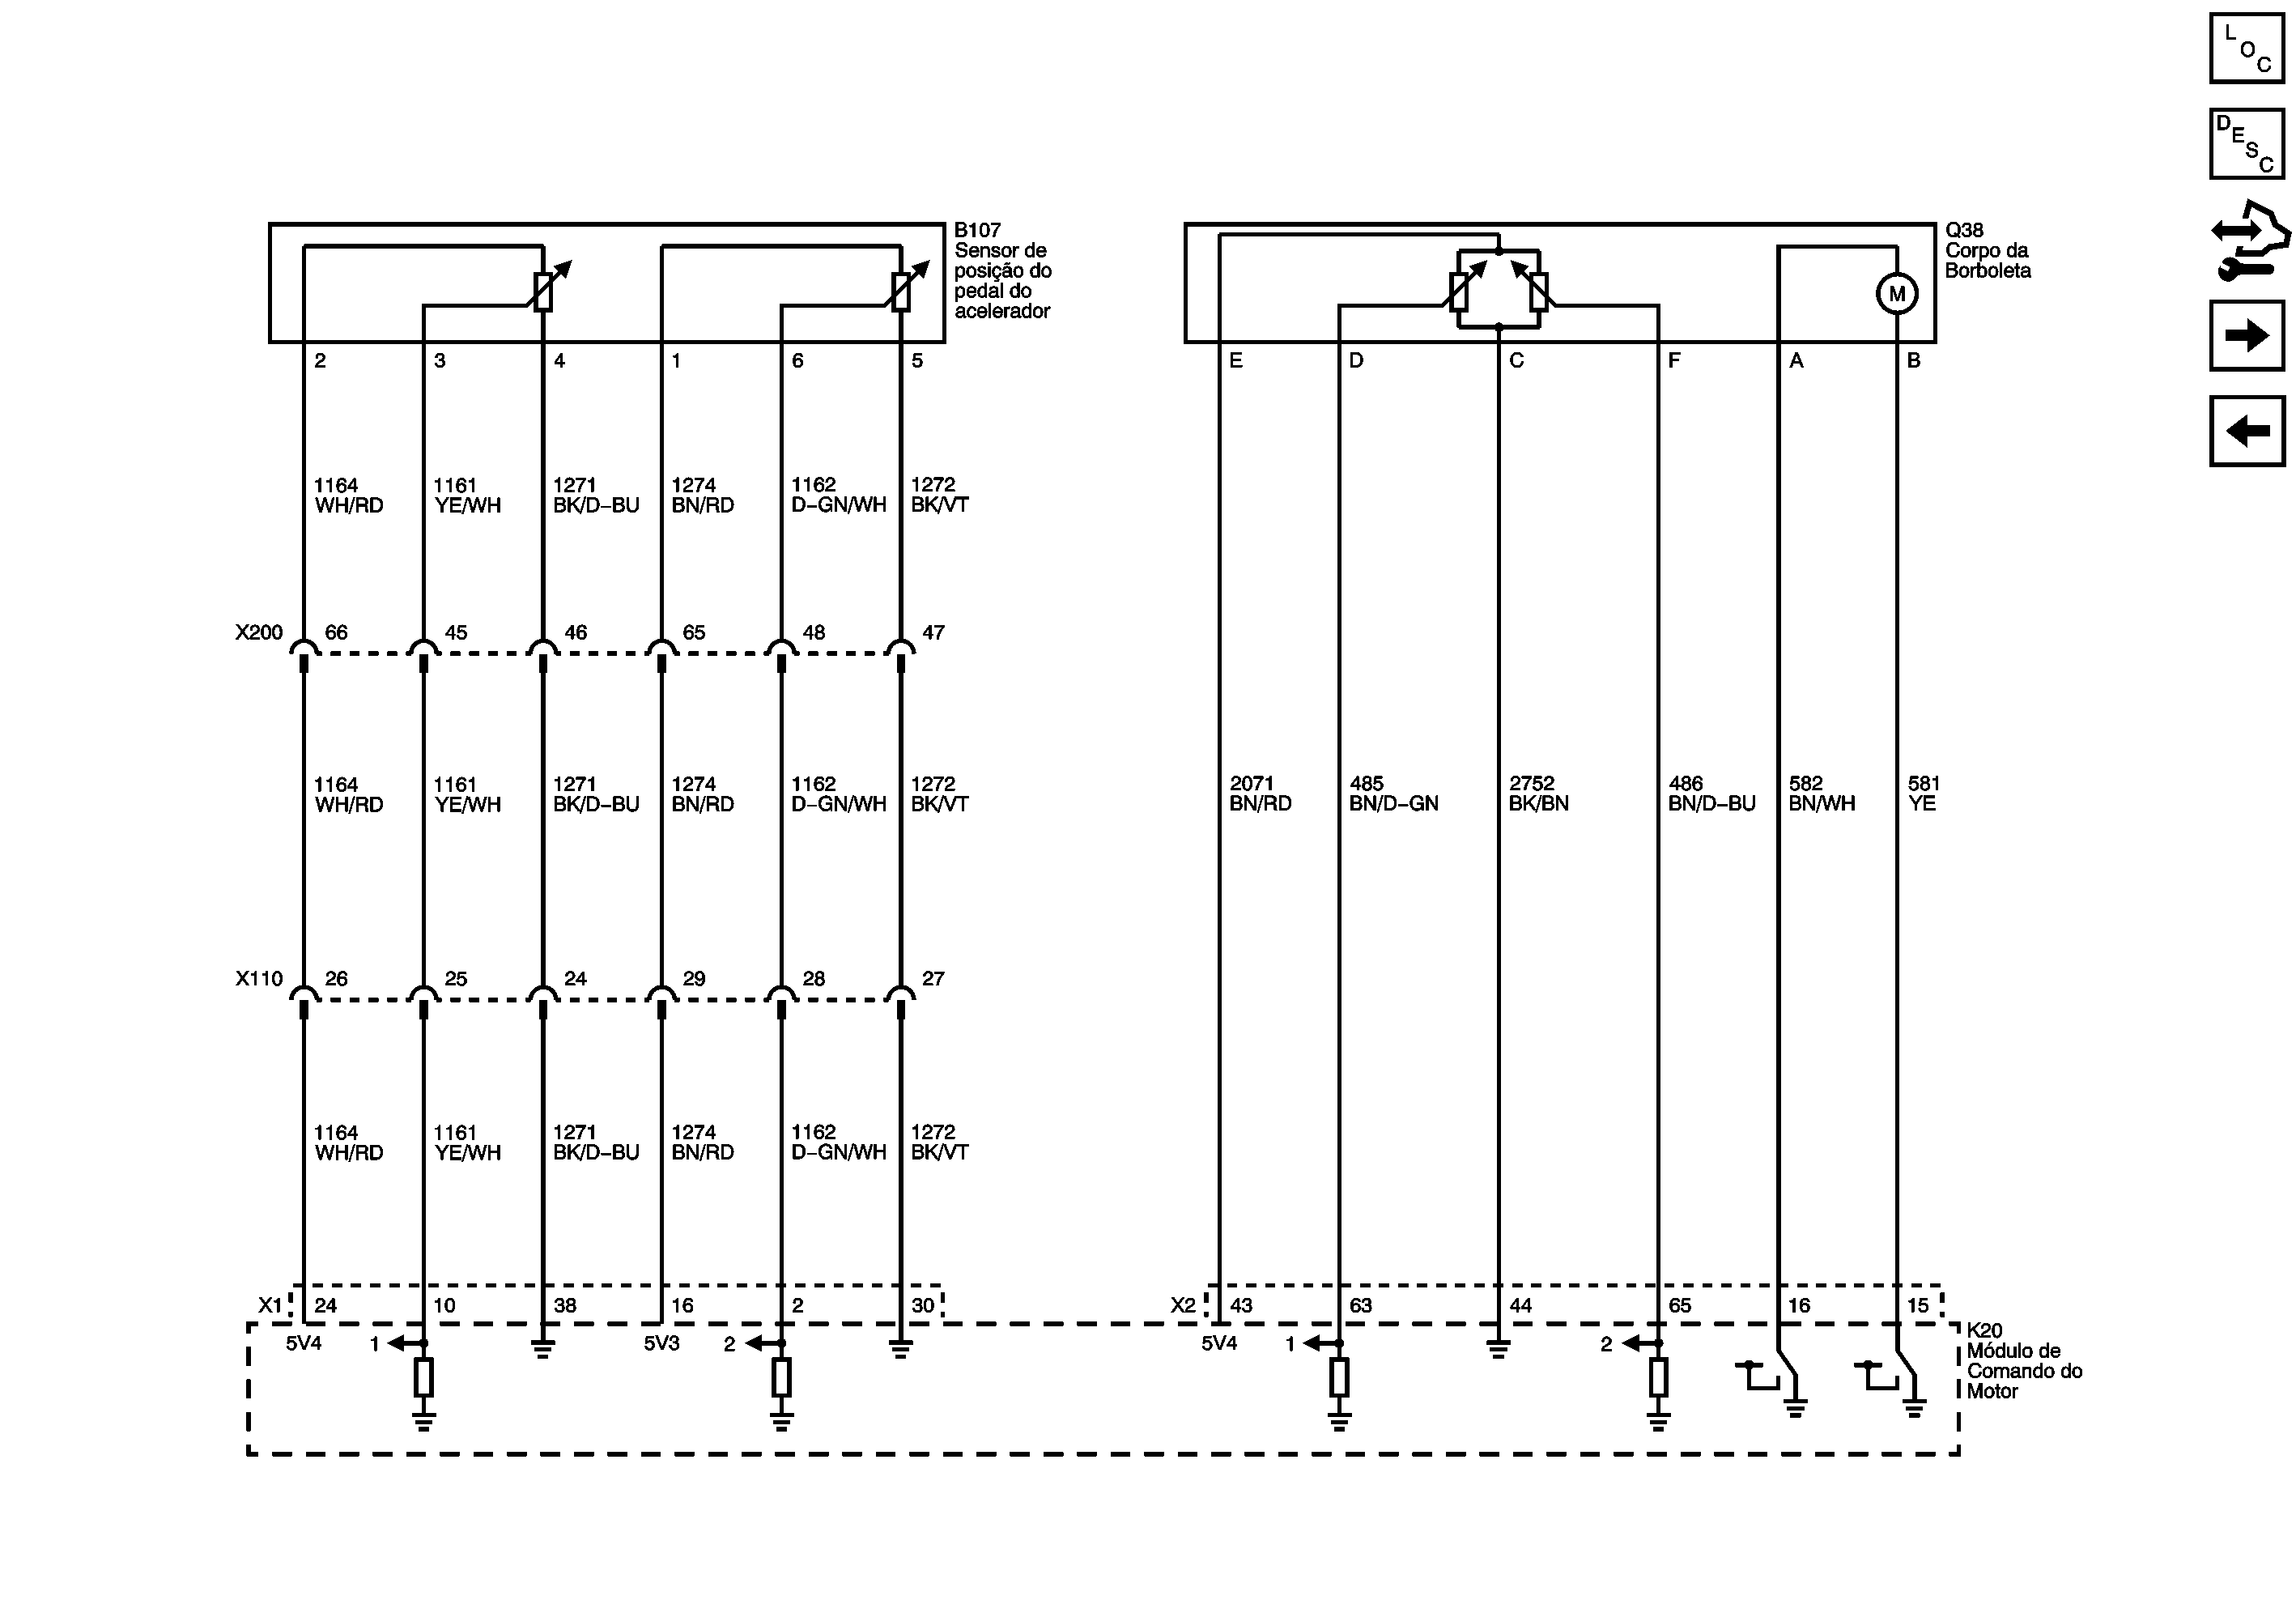 L
O
C
D
E
S
C
B107
Sensor de
posição do
pedal do
acelerador
Q38
Corpo da
Borboleta
M
2 3 4 1 6 5
E D C F A B
1164 1161 1271 1274 1162 1272
WH/RD YE/WH BK/D-BU BN/RD D-GN/WH BK/VT
X200 66 45 46 65 48 47
1164 1161 1271 1274 1162 1272
WH/RD YE/WH BK/D-BU BN/RD D-GN/WH BK/VT
2071 485 2752 486 582 581
BN/RD BN/D-GN BK/BN BN/D-BU BN/WH YE
X110 26 25 24 29 28 27
1164 1161 1271 1274 1162 1272
WH/RD YE/WH BK/D-BU BN/RD D-GN/WH BK/VT
X1 24 10 38 16 2 30
X2 43 63 44 65 16 15
5V4 1 5V3 2
5V4 1 2
K20
Módulo de
Comando do
Motor